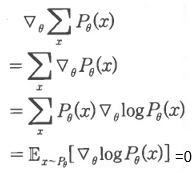 ∇_θ ∑_x P_θ(x)
= ∑_x ∇_θ P_θ(x)
= ∑_x P_θ(x) ∇_θ log P_θ(x)
= 𝔼_{x∼P_θ}[∇_θ log P_θ(x)] =0